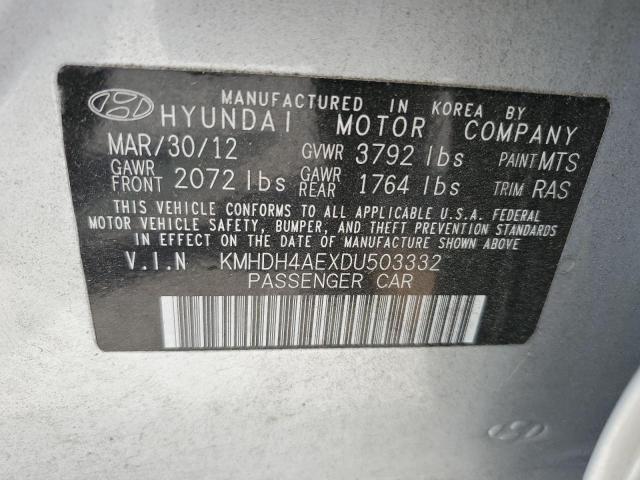 MANUFACTURED IN KOREA BY
HYUNDAI MOTOR COMPANY
MAR/30/12 GVWR 3792 lbs PAINT MTS
GAWR FRONT 2072 lbs GAWR REAR 1764 lbs TRIM RAS
THIS VEHICLE CONFORMS TO ALL APPLICABLE U.S.A. FEDERAL
MOTOR VEHICLE SAFETY, BUMPER, AND THEFT PREVENTION STANDARDS
IN EFFECT ON THE DATE OF MANUFACTURE SHOWN ABOVE.
V.I.N KMHDH4AEXDU503332
PASSENGER CAR